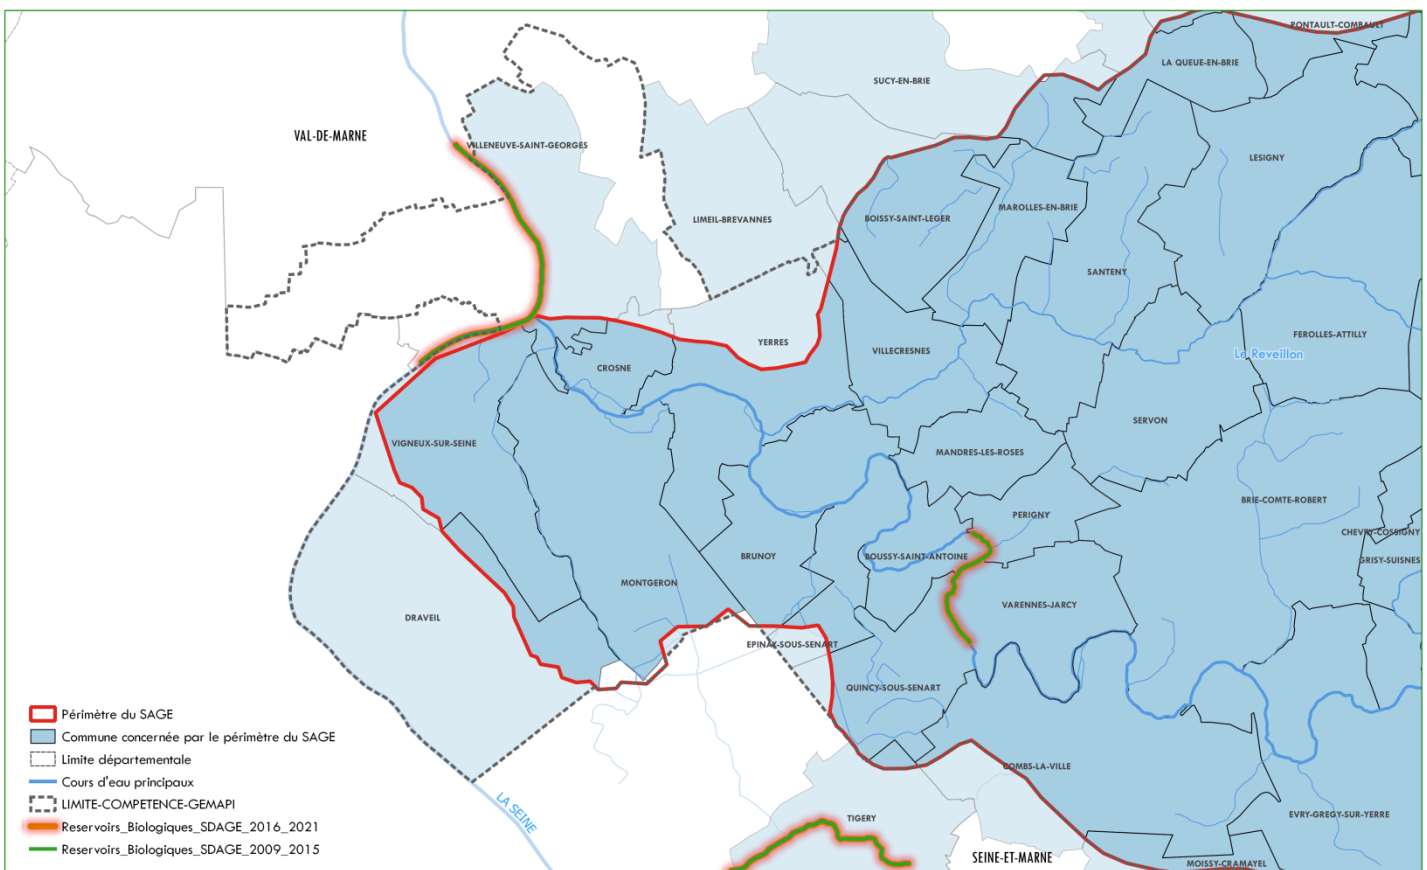 PONTAULT-COMBAULT
LA QUEUE-EN-BRIE
SUCY-EN-BRIE
VAL-DE-MARNE
VILLENEUVE-SAINT-GEORGES
LESIGNY
MAROLLES-EN-BRIE
LIMEIL-BREVANNES
BOISSY-SAINT-LEGER
SANTENY
FEROLLES-ATTILLY
YERRES
VILLECRESNES
Le Reveillon
CROSNE
SERVON
VIGNEUX-SUR-SEINE
MANDRES-LES-ROSES
BRIE-COMTE-ROBERT
PERIGNY
CHEVRY-COSSIGNY
BRUNOY
BOUSSY-SAINT-ANTOINE
GRISY-SUISNES
MONTGERON
VARENNES-JARCY
DRAVEIL
EPINAY-SOUS-SENART
QUINCY-SOUS-SENART
COMBS-LA-VILLE
LA SEINE
TIGERY
EVRY-GREGY-SUR-YERRE
SEINE-ET-MARNE
MOISSY-CRAMAYEL
Périmètre du SAGE
Commune concernée par le périmètre du SAGE
Limite départementale
Cours d'eau principaux
LIMITE-COMPETENCE-GEMAPI
Reservoirs_Biologiques_SDAGE_2016_2021
Reservoirs_Biologiques_SDAGE_2009_2015